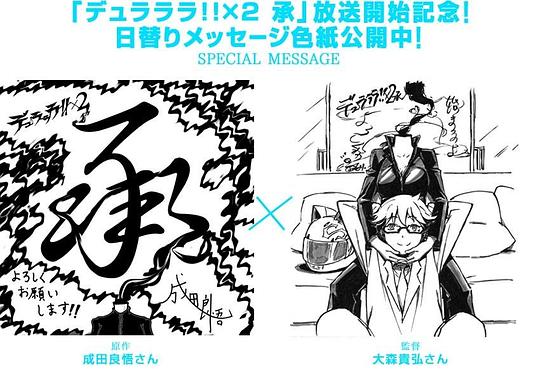 「デュラララ!!×2 承」放送開始記念!
日替りメッセージ色紙公開中!
SPECIAL MESSAGE
デュラララ!!×2
承
よろしく
お願い
します!!
成田良悟
×
デュラララ!!×2 承
原作
成田良悟さん
監督
大森貴弘さん